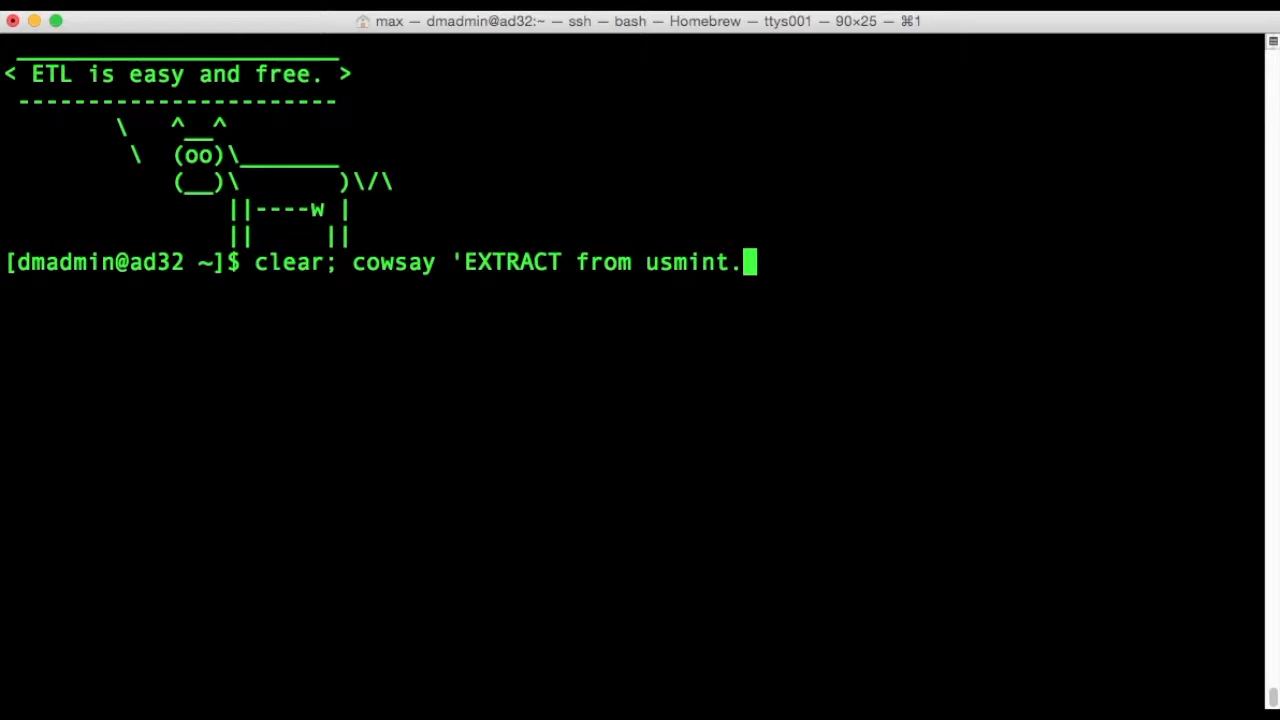 max — dmadmin@ad32:~ — ssh — bash — Homebrew — ttys001 — 90×25 — ⌘1
 _______________________
< ETL is easy and free. >
 -----------------------
        \   ^__^
         \  (oo)\_______
            (__)\       )\/\
                ||----w |
                ||     ||
[dmadmin@ad32 ~]$ clear; cowsay 'EXTRACT from usmint.